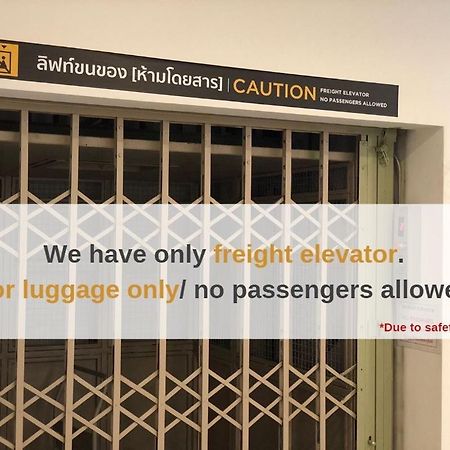 ลิฟท์ขนของ [ห้ามโดยสาร] | CAUTION FREIGHT ELEVATOR
NO PASSENGERS ALLOWED
We have only freight elevator.
or luggage only/ no passengers allowe
*Due to safet